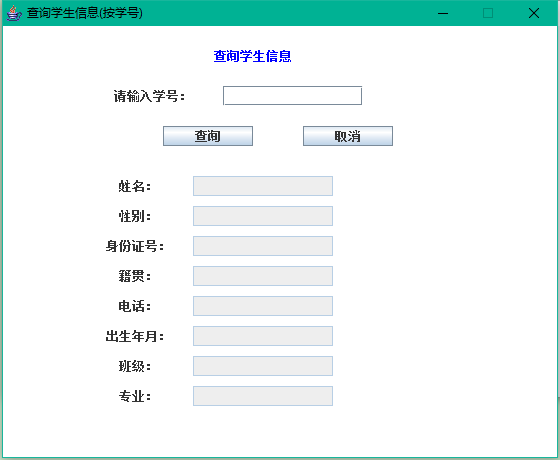 查询学生信息(按学号)
查询学生信息
请输入学号：
查询 取消
姓名：
性别：
身份证号：
籍贯：
电话：
出生年月：
班级：
专业：